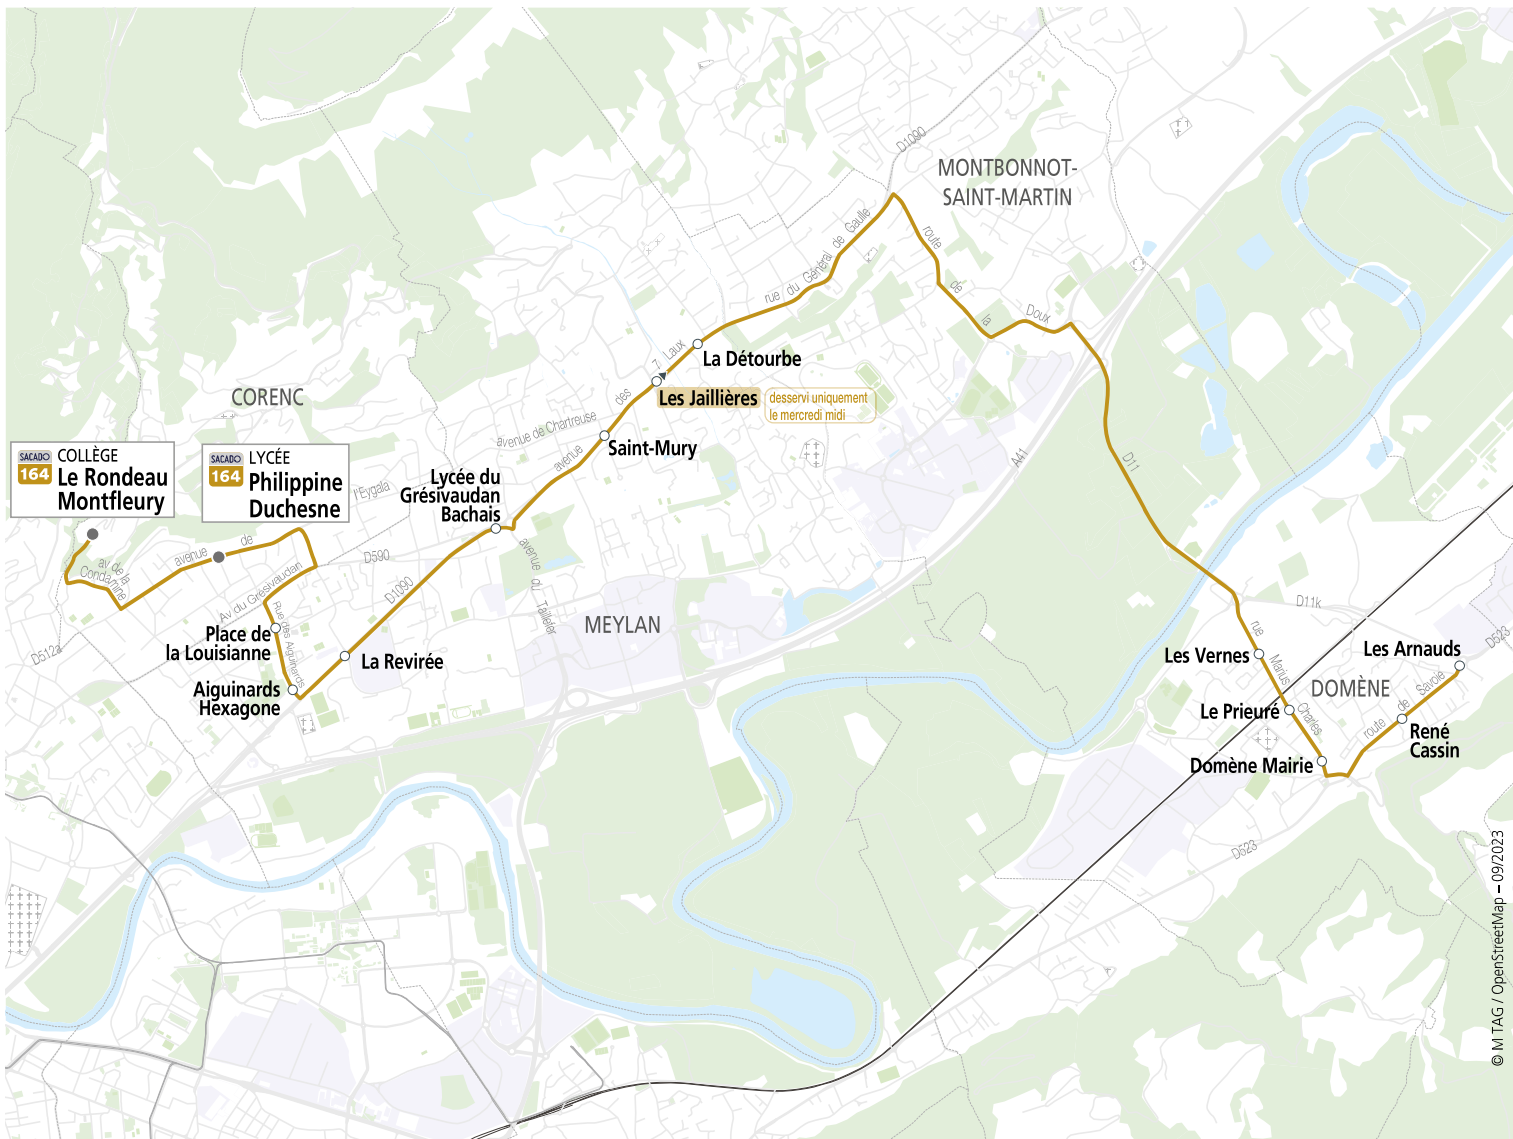 D1090
MONTBONNOT-
SAINT-MARTIN
rue du Général de Gaulle
route de la Doux
7 Laux
La Détourbe
Les Jaillières
desservi uniquement
le mercredi midi
avenue des
avenue de Chartreuse
Saint-Mury
CORENC
SACADO
164
COLLÈGE
Le Rondeau
Montfleury
SACADO
164
LYCÉE
Philippine
Duchesne
l'Eygala
Lycée du
Grésivaudan
Bachais
A41
D11
avenue de
av de la
Condamine
D590
D1090
Av du Grésivaudan
avenue du Taillefer
Rue des Aiguinards
Place de
la Louisianne
D512a
La Revirée
Aiguinards
Hexagone
MEYLAN
D11k
rue Marius Charles
D523
Les Vernes
Les Arnauds
DOMÈNE
route de Savoie
Le Prieuré
René
Cassin
Domène Mairie
D523
© M TAG / OpenStreetMap – 09/2023